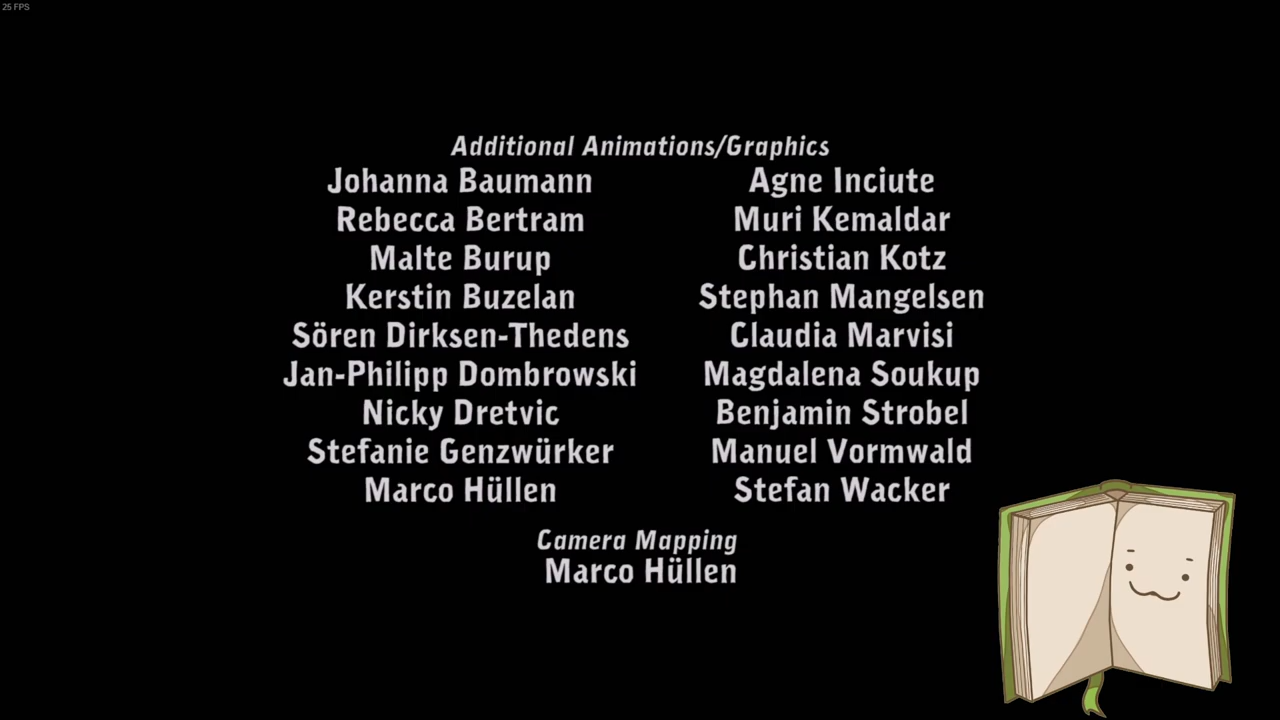 25 FPS
Additional Animations/Graphics
Johanna Baumann
Rebecca Bertram
Malte Burup
Kerstin Buzelan
Sören Dirksen-Thedens
Jan-Philipp Dombrowski
Nicky Dretvic
Stefanie Genzwürker
Marco Hüllen
Agne Inciute
Muri Kemaldar
Christian Kotz
Stephan Mangelsen
Claudia Marvisi
Magdalena Soukup
Benjamin Strobel
Manuel Vormwald
Stefan Wacker
Camera Mapping
Marco Hüllen